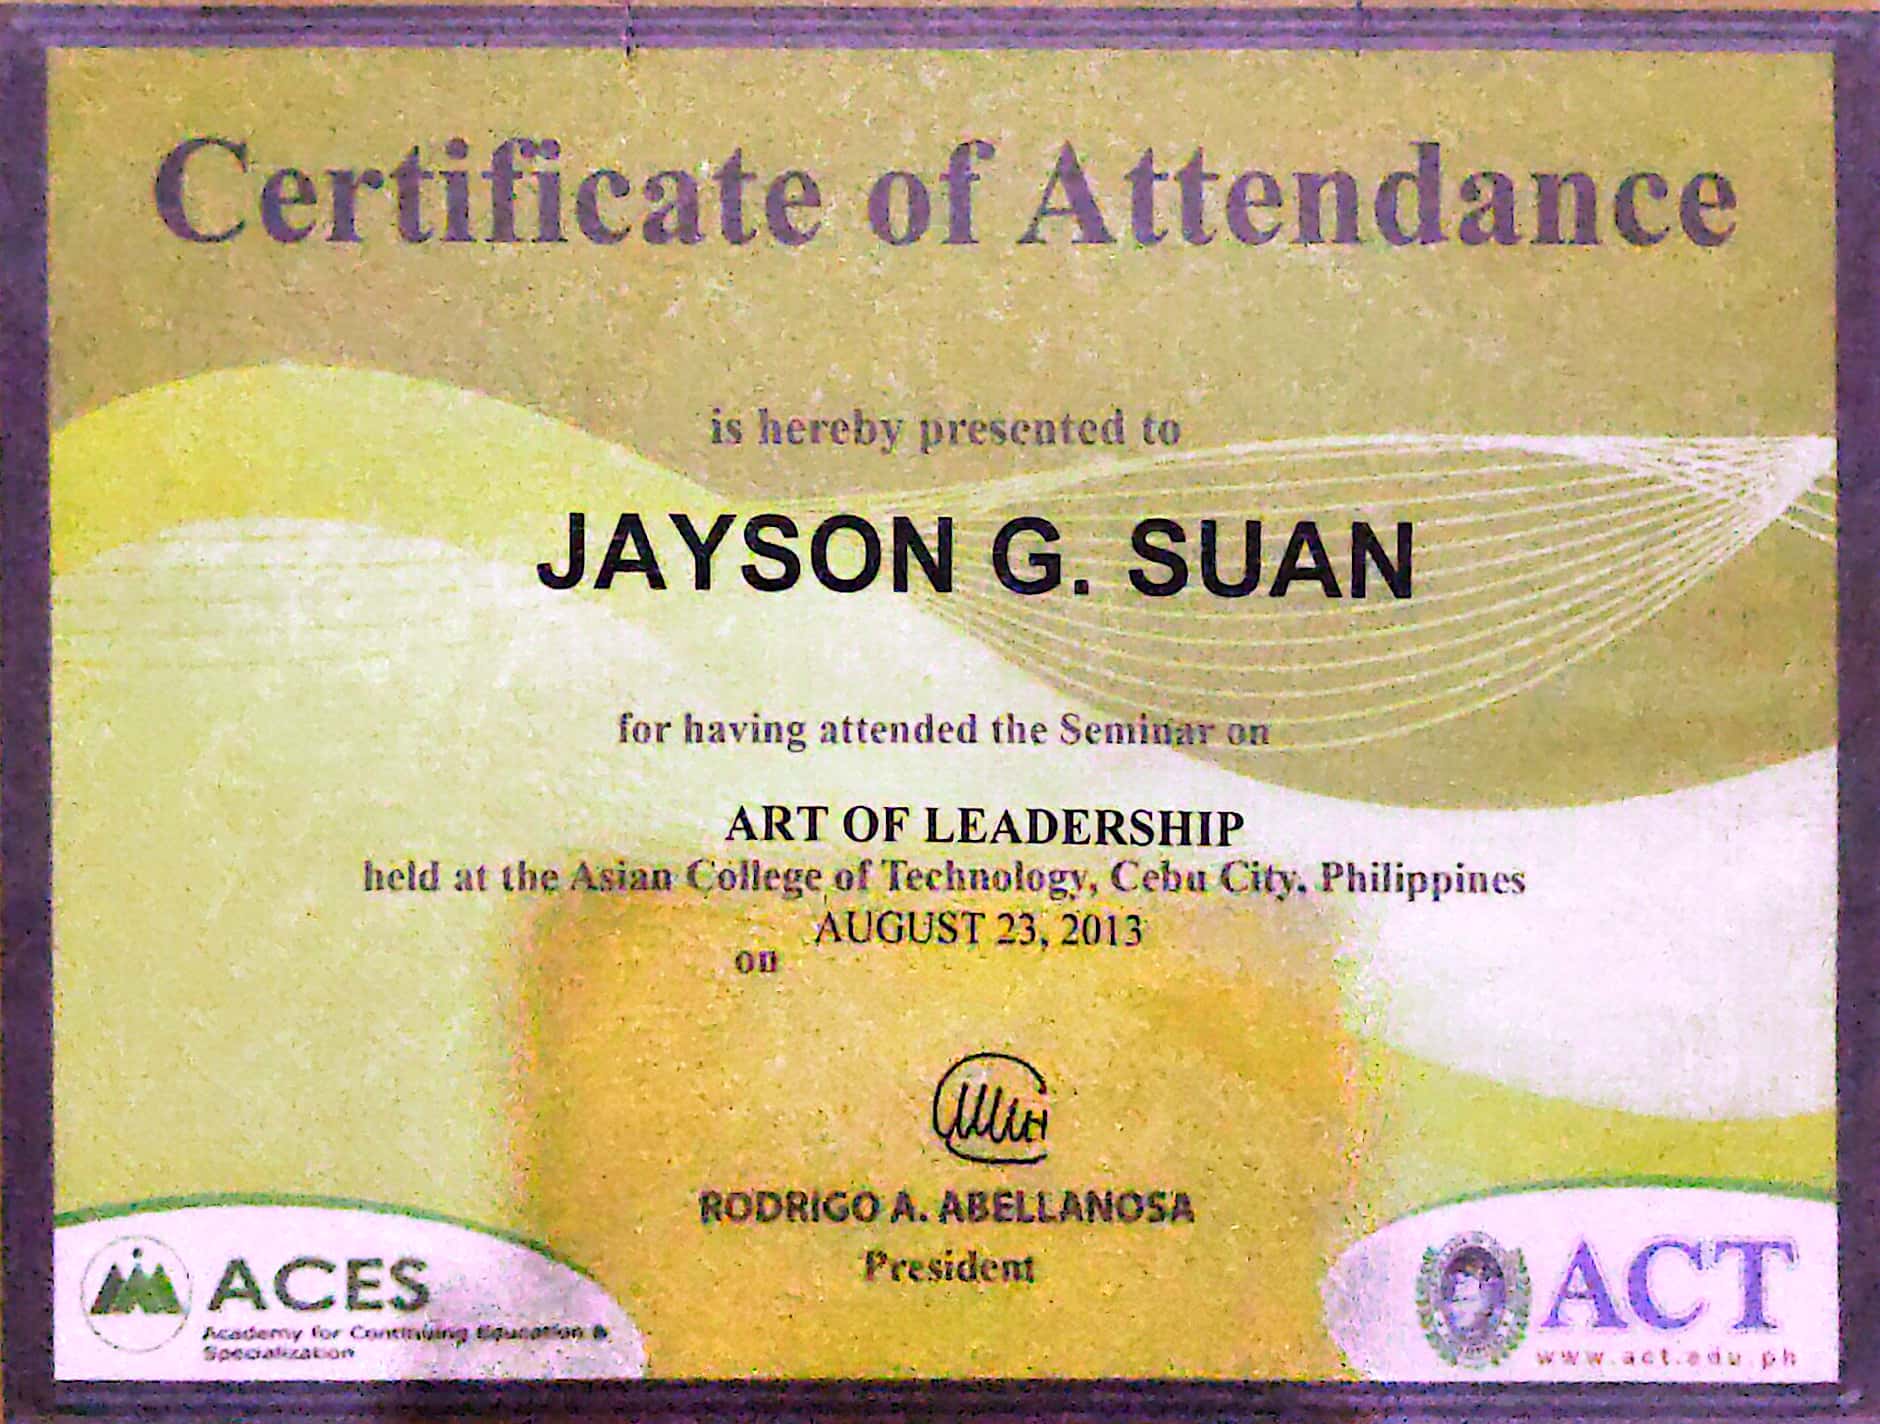 Certificate of Attendance
is hereby presented to
JAYSON G. SUAN
for having attended the Seminar on
ART OF LEADERSHIP
held at the Asian College of Technology, Cebu City, Philippines
AUGUST 23, 2013
on
RODRIGO A. ABELLANOSA
President
ACES
Academy for Continuing Education &
Specialization
ACT
www.act.edu.ph